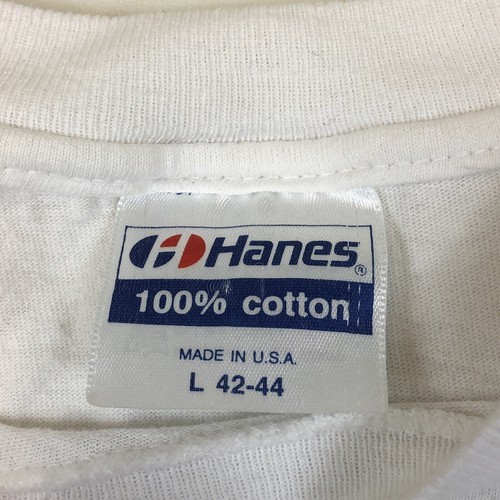 Hanes®
100% cotton
MADE IN U.S.A.
L 42-44